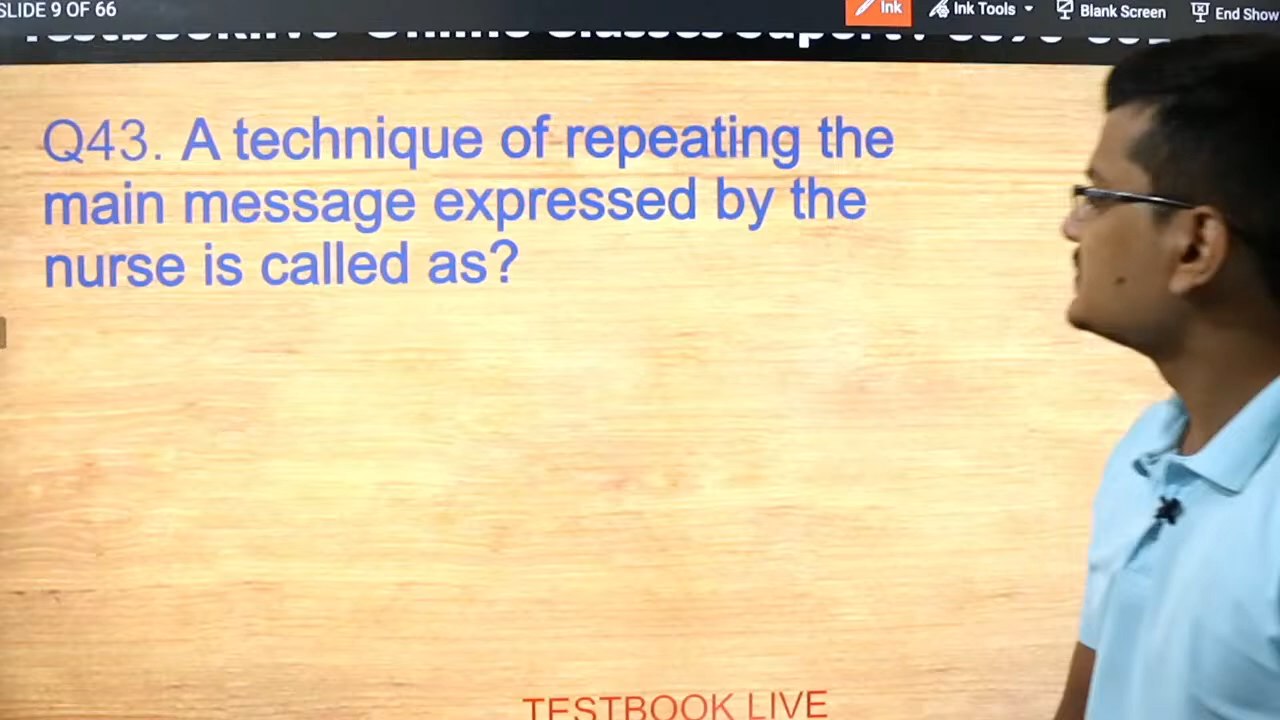 SLIDE 9 OF 66
Ink
Ink Tools
Blank Screen
End Show
Q43. A technique of repeating the
main message expressed by the
nurse is called as?
TESTBOOK LIVE